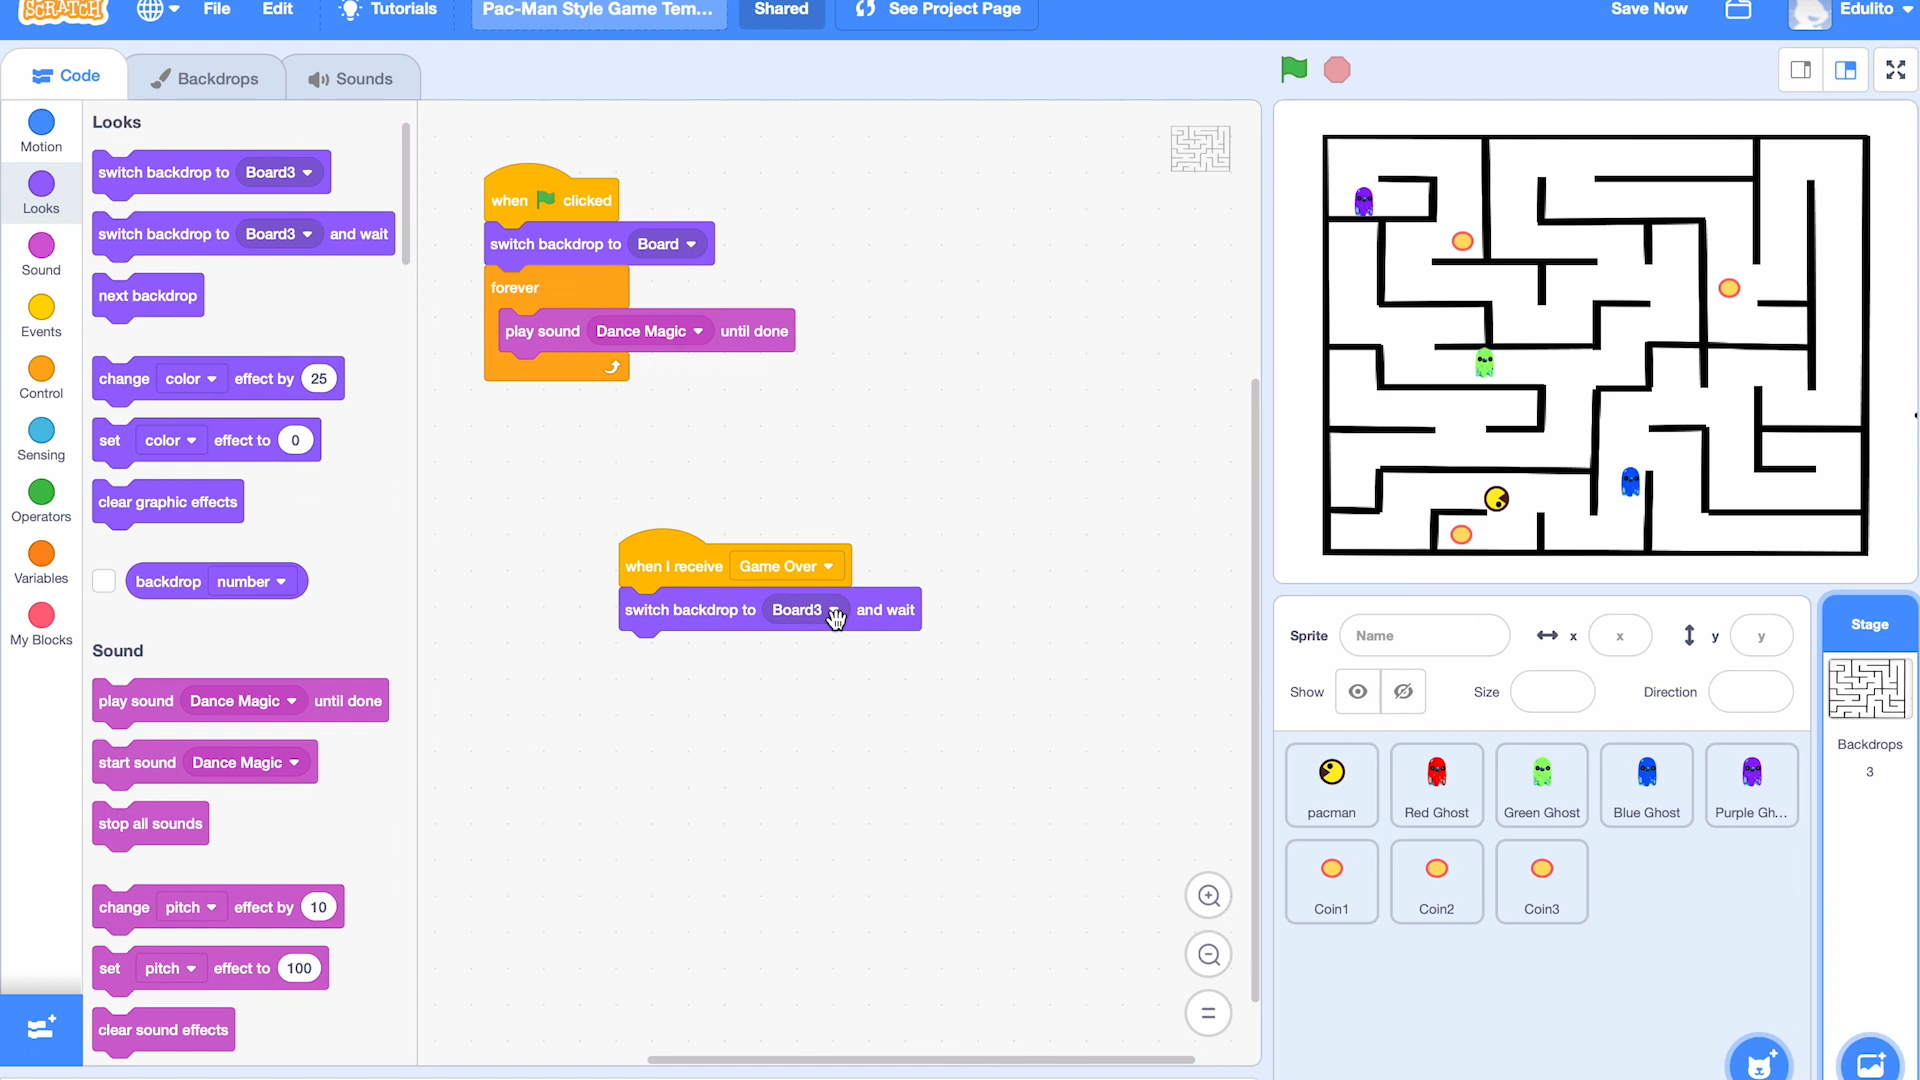 SCRATCH File Edit Tutorials Pac-Man Style Game Tem... Shared See Project Page Save Now Edulito
Code Backdrops Sounds
Motion
Looks
Sound
Events
Control
Sensing
Operators
Variables
My Blocks
Looks
switch backdrop to Board3
switch backdrop to Board3 and wait
next backdrop
change color effect by 25
set color effect to 0
clear graphic effects
backdrop number
Sound
play sound Dance Magic until done
start sound Dance Magic
stop all sounds
change pitch effect by 10
set pitch effect to 100
clear sound effects
when clicked
switch backdrop to Board
forever
play sound Dance Magic until done
when I receive Game Over
switch backdrop to Board3 and wait
Sprite Name x x y y
Show Size Direction
pacman Red Ghost Green Ghost Blue Ghost Purple Gh...
Coin1 Coin2 Coin3
Stage
Backdrops
3